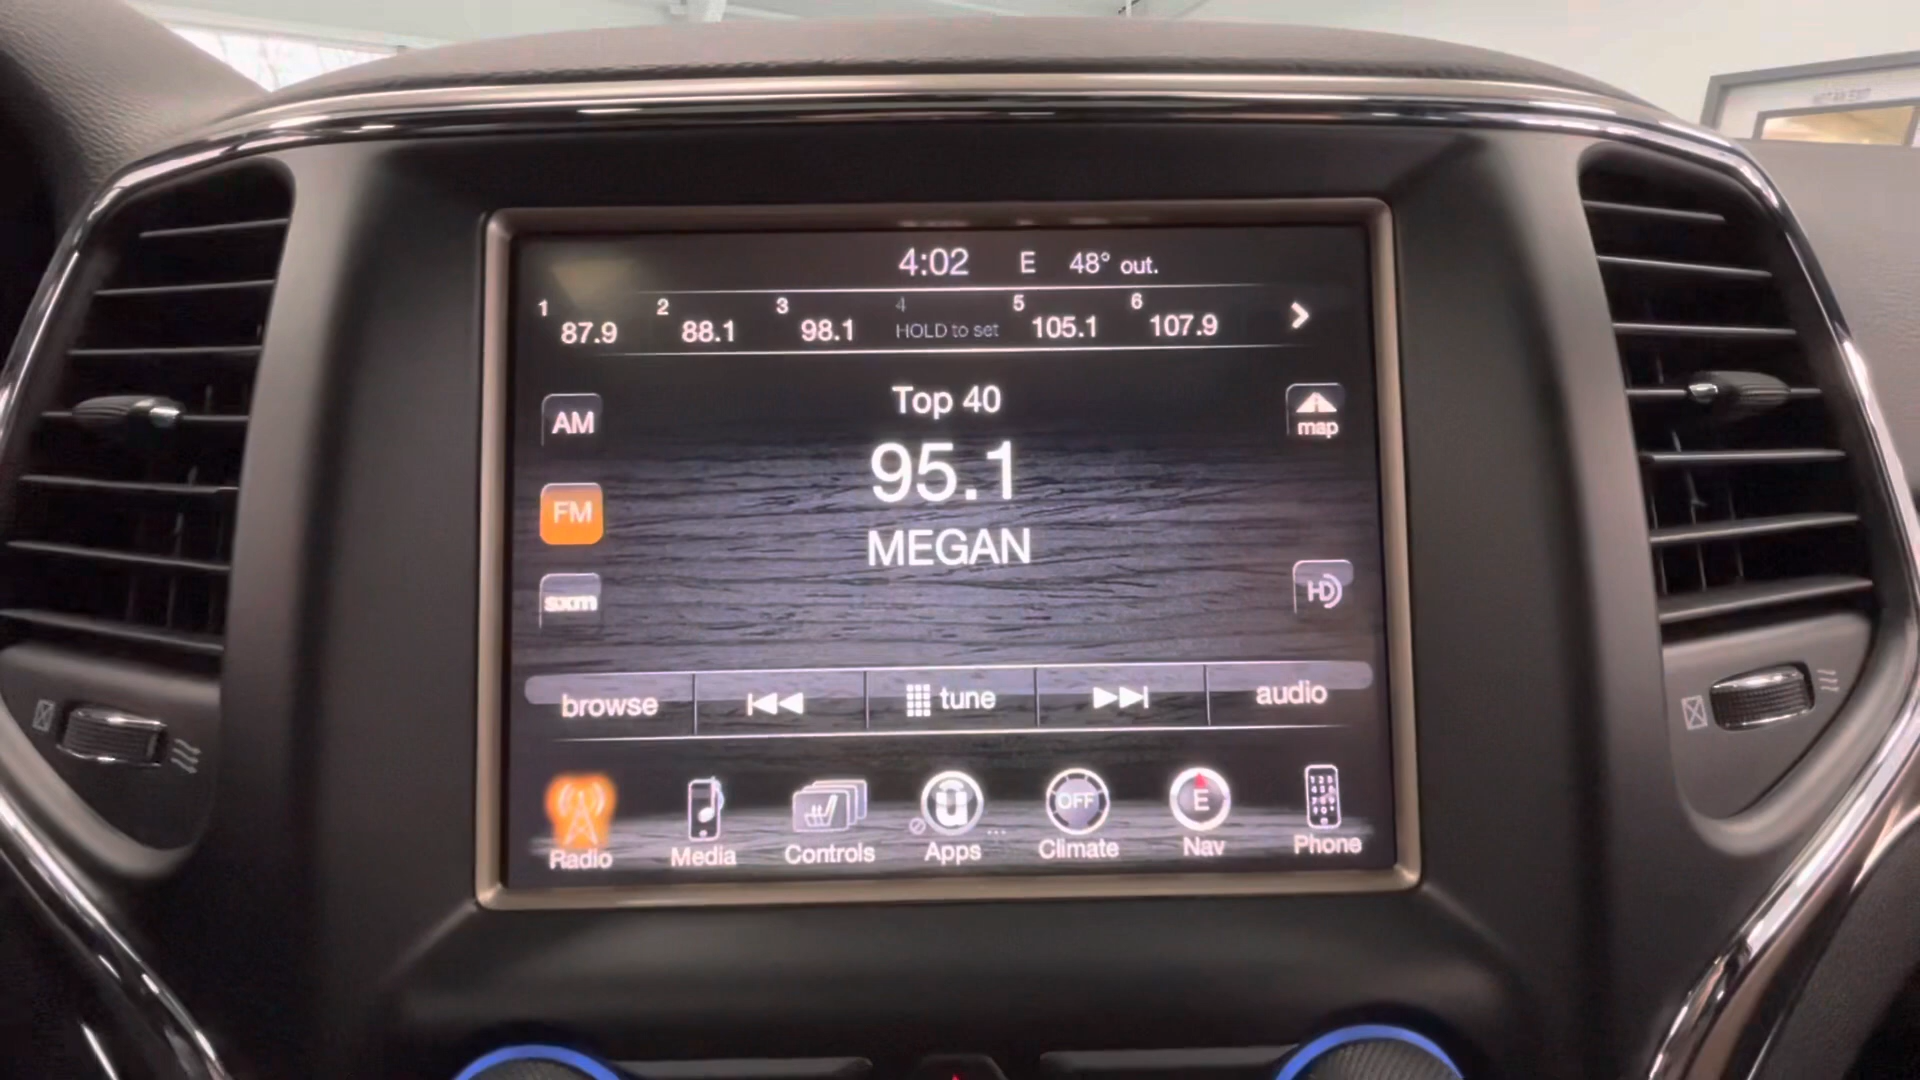 4:02 E 48° out.
1 87.9 2 88.1 3 98.1 4 HOLD to set 5 105.1 6 107.9
Top 40
AM
map
95.1
FM
MEGAN
sxm
HD
browse tune audio
OFF E
Radio Media Controls Apps Climate Nav Phone